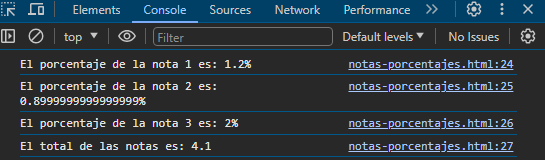 Elements Console Sources Network Performance
top Filter Default levels No Issues
El porcentaje de la nota 1 es: 1.2% notas-porcentajes.html:24
El porcentaje de la nota 2 es: notas-porcentajes.html:25
0.8999999999999999%
El porcentaje de la nota 3 es: 2% notas-porcentajes.html:26
El total de las notas es: 4.1 notas-porcentajes.html:27